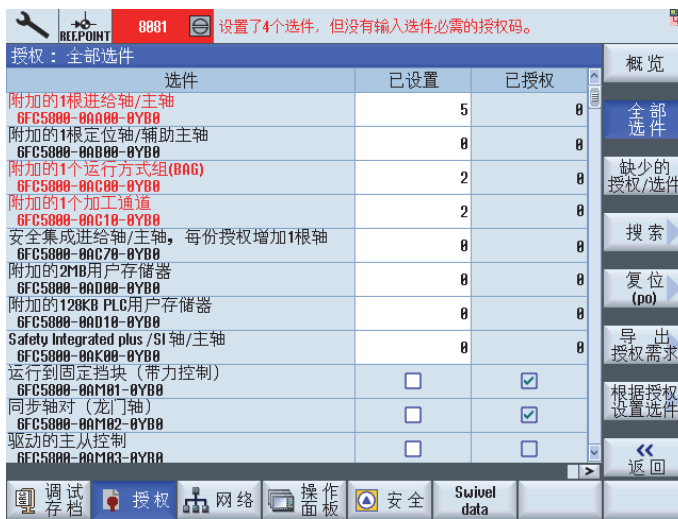 REF.POINT
8081
设置了4个选件，但没有输入选件必需的授权码。
授权：全部选件
选件 已设置 已授权
附加的1根进给轴/主轴
6FC5800-0AA00-0YB0 5 0
附加的1根定位轴/辅助主轴
6FC5800-0AB00-0YB0 0 0
附加的1个运行方式组(BAG)
6FC5800-0AC00-0YB0 2 0
附加的1个加工通道
6FC5800-0AC10-0YB0 2 0
安全集成进给轴/主轴，每份授权增加1根轴
6FC5800-0AC70-0YB0 0 0
附加的2MB用户存储器
6FC5800-0AD00-0YB0 0 0
附加的128KB PLC用户存储器
6FC5800-0AD10-0YB0 0 0
Safety Integrated plus /SI 轴/主轴
6FC5800-0AK00-0YB0 0 0
运行到固定挡块（带力控制）
6FC5800-0AM01-0YB0
同步轴对（龙门轴）
6FC5800-0AM02-0YB0
驱动的主从控制
6FC5800-0AM03-0YB0
概览
全部
选件
缺少的
授权/选件
搜索
复位
(po)
导出
授权需求
根据授权
设置选件
返回
调试
存档
授权
网络
操作
面板
安全
Swivel
data